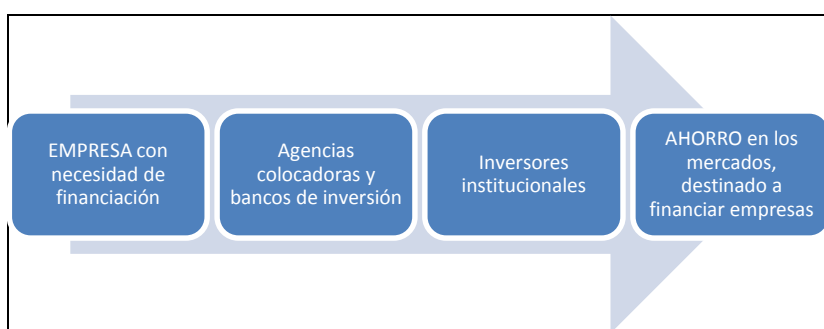 EMPRESA con
necesidad de
financiación
Agencias
colocadoras y
bancos de inversión
Inversores
institucionales
AHORRO en los
mercados,
destinado a
financiar empresas